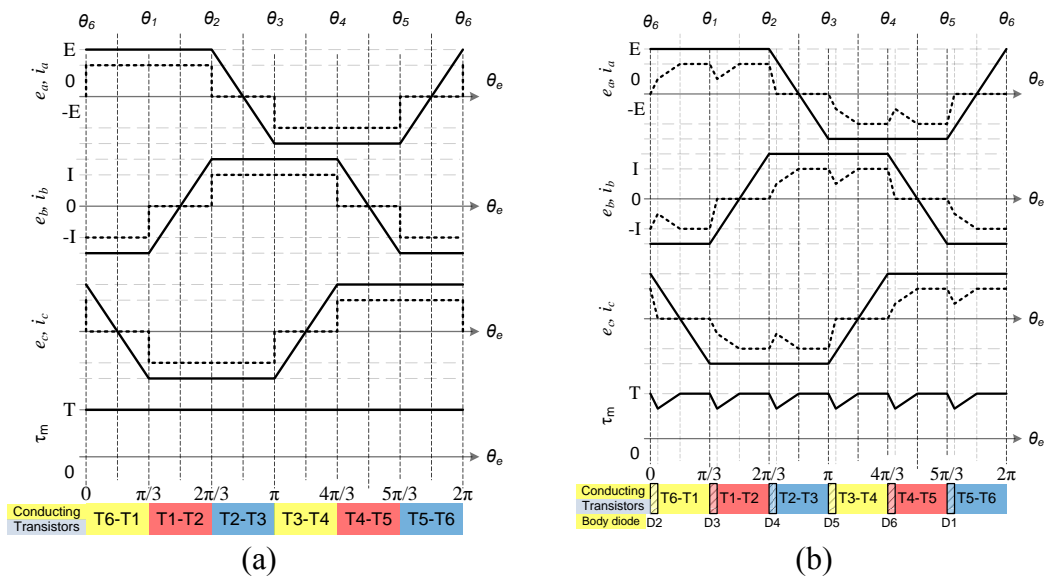 θ6 θ1 θ2 θ3 θ4 θ5 θ6
E
0
-E
ea, ia
θe
I
0
-I
eb, ib
θe
ec, ic
θe
T
τm
0
θe
0 π/3 2π/3 π 4π/3 5π/3 2π
Conducting
Transistors
T6-T1 T1-T2 T2-T3 T3-T4 T4-T5 T5-T6
(a)
θ6 θ1 θ2 θ3 θ4 θ5 θ6
E
0
-E
ea, ia
θe
I
0
-I
eb, ib
θe
ec, ic
θe
T
τm
0
θe
0 π/3 2π/3 π 4π/3 5π/3 2π
Conducting
Transistors
Body diode
T6-T1 T1-T2 T2-T3 T3-T4 T4-T5 T5-T6
D2 D3 D4 D5 D6 D1
(b)